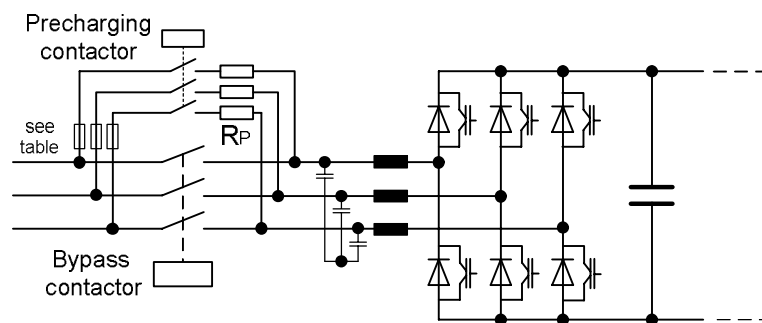 Precharging
contactor
see
table
RP
Bypass
contactor